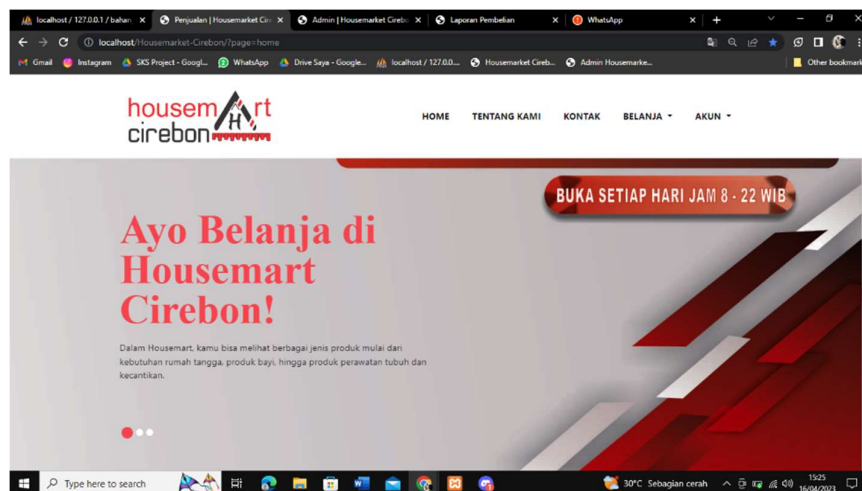 localhost / 127.0.0.1 / bahan
Penjualan | Housemarket Cir
Admin | Housemarket Cirebo
Laporan Pembelian
WhatsApp
localhost/Housemarket-Cirebon/?page=home
Gmail
Instagram
SKS Project - Googl...
WhatsApp
Drive Saya - Google...
localhost / 127.0.0....
Housemarket Cireb...
Admin Housemarke...
Other bookmark
housem rt
H
cirebon
HOME
TENTANG KAMI
KONTAK
BELANJA
AKUN
BUKA SETIAP HARI JAM 8 - 22 WIB
Ayo Belanja di
Housemart
Cirebon!
Dalam Housemart, kamu bisa melihat berbagai jenis produk mulai dari
kebutuhan rumah tangga, produk bayi, hingga produk perawatan tubuh dan
kecantikan.
Type here to search
30°C Sebagian cerah
15:25
16/04/2023